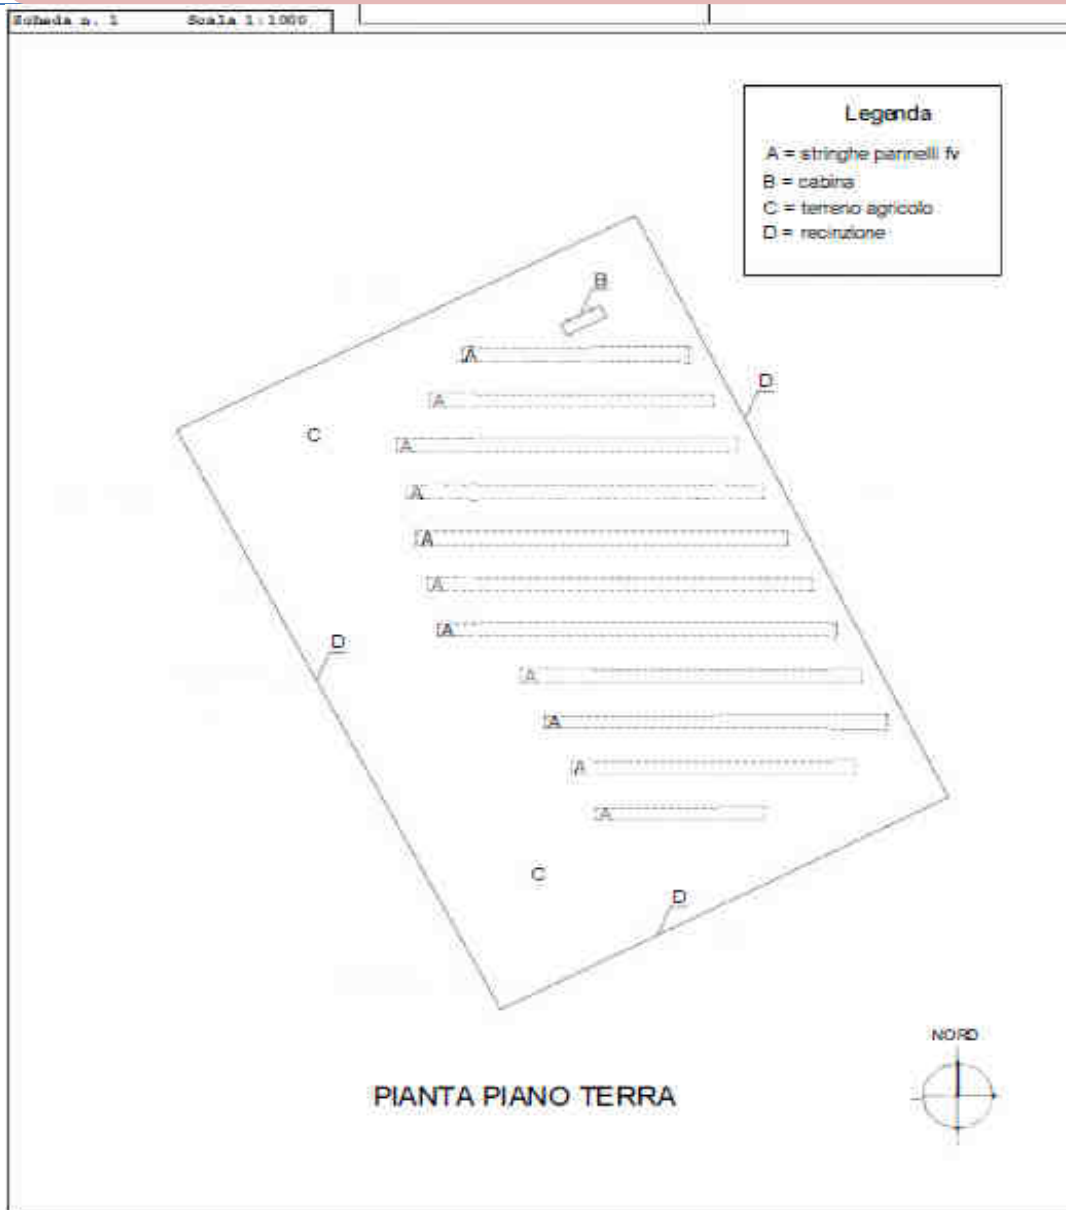 Scheda n. 1 Scala 1:1000
Legenda
A = stringhe pannelli fv
B = cabina
C = terreno agricolo
D = recinzione
B
A
D
A
C
A
A
A
A
A
D
A
A
A
A
C
D
NORD
PIANTA PIANO TERRA